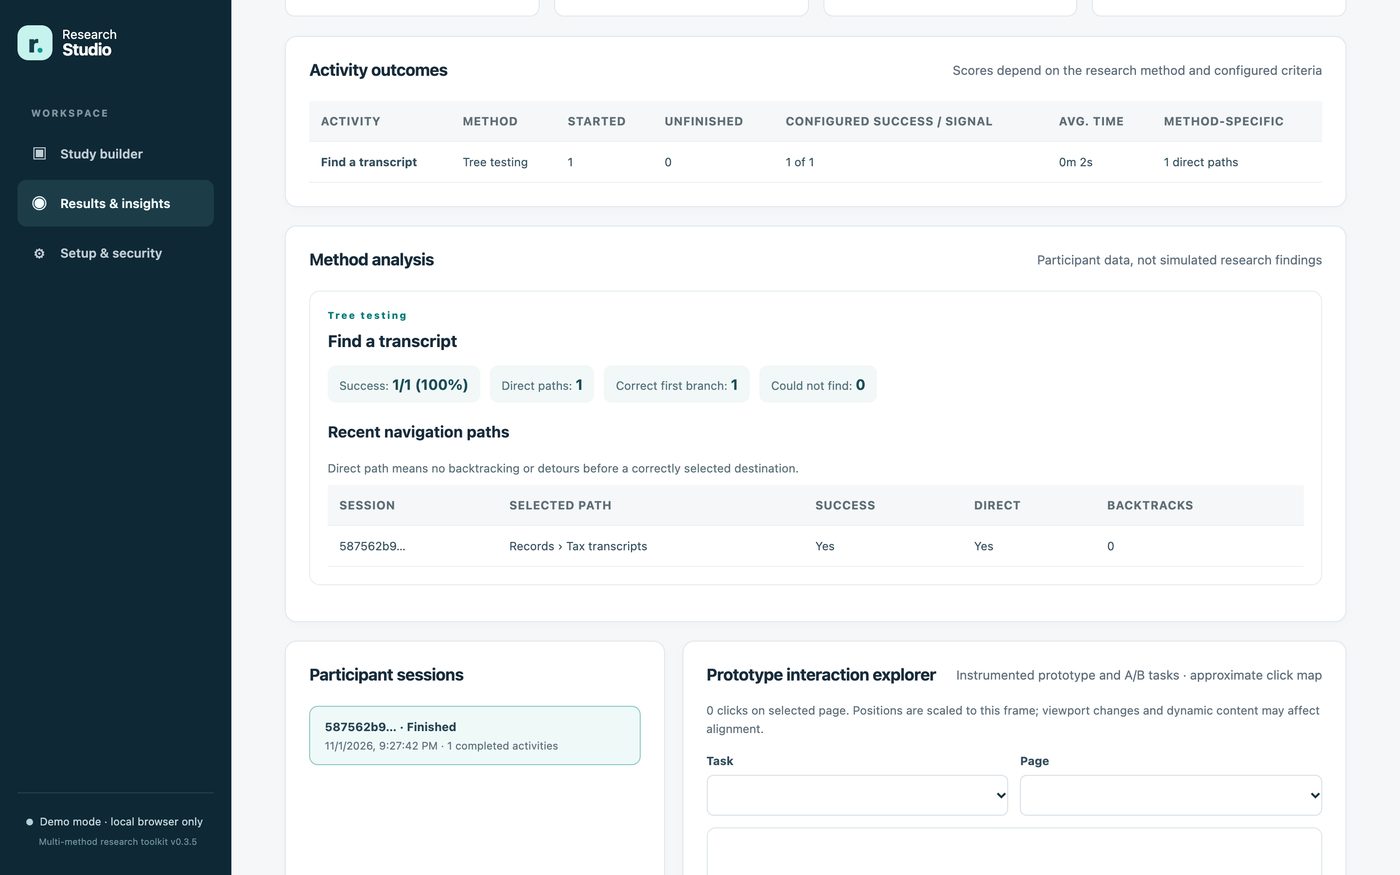 r.
Research
Studio
WORKSPACE
Study builder
Results & insights
Setup & security
Demo mode · local browser only
Multi-method research toolkit v0.3.5
Activity outcomes
Scores depend on the research method and configured criteria
ACTIVITY METHOD STARTED UNFINISHED CONFIGURED SUCCESS / SIGNAL AVG. TIME METHOD-SPECIFIC
Find a transcript Tree testing 1 0 1 of 1 0m 2s 1 direct paths
Method analysis
Participant data, not simulated research findings
Tree testing
Find a transcript
Success: 1/1 (100%) Direct paths: 1 Correct first branch: 1 Could not find: 0
Recent navigation paths
Direct path means no backtracking or detours before a correctly selected destination.
SESSION SELECTED PATH SUCCESS DIRECT BACKTRACKS
587562b9... Records › Tax transcripts Yes Yes 0
Participant sessions
587562b9... · Finished
11/1/2026, 9:27:42 PM · 1 completed activities
Prototype interaction explorer
Instrumented prototype and A/B tasks · approximate click map
0 clicks on selected page. Positions are scaled to this frame; viewport changes and dynamic content may affect
alignment.
Task Page